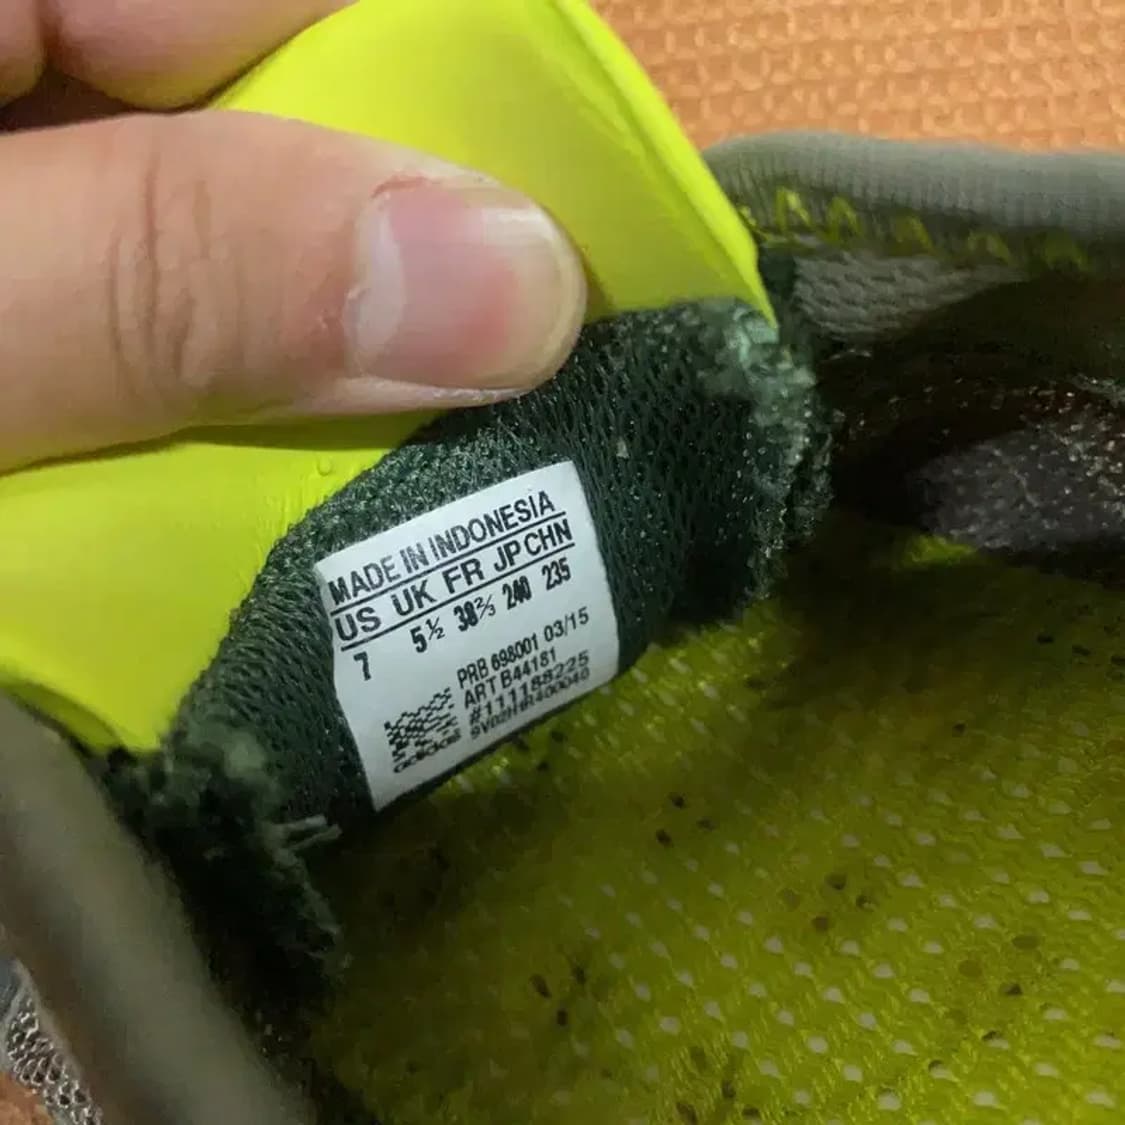 MADE IN INDONESIA
US UK FR JP CHN
7 5½ 38⅔ 240 235
PRB 698001 03/15
ART B44181
#111188225
adidas